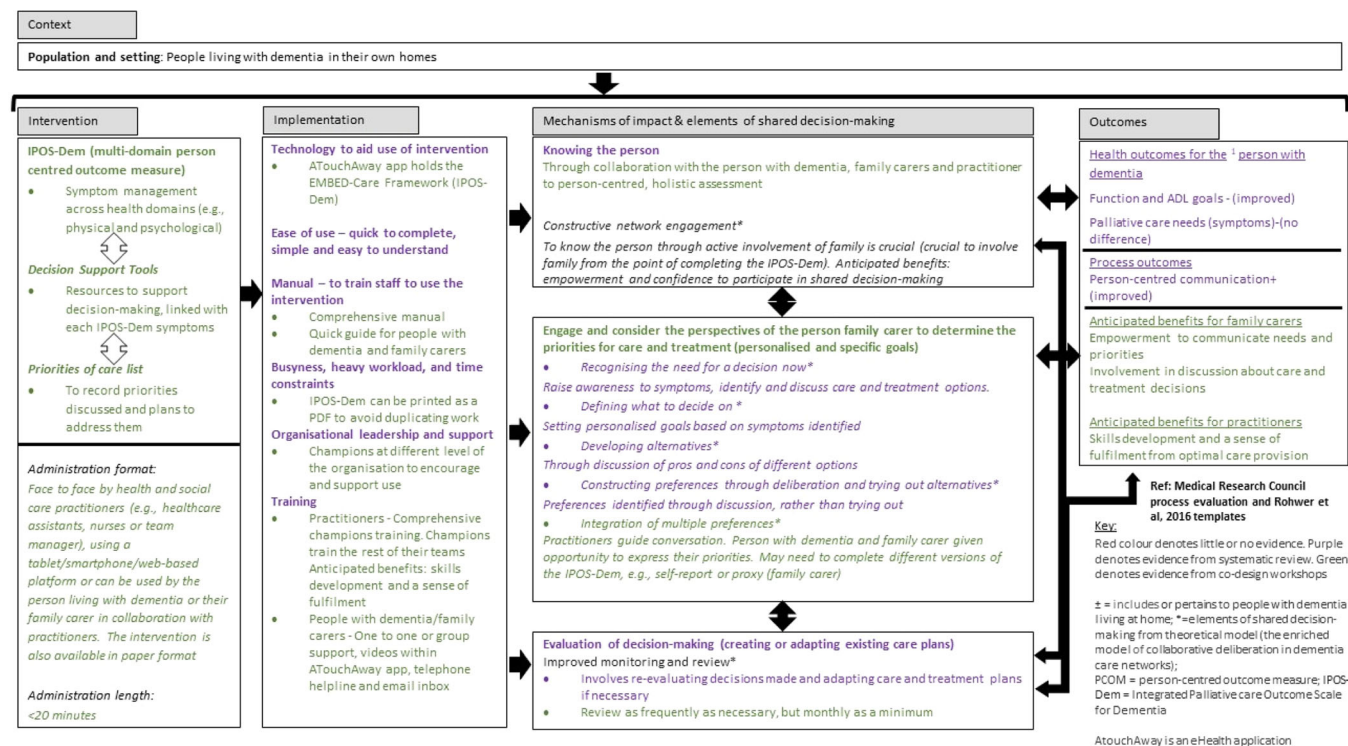 Context
Population and setting: People living with dementia in their own homes
Intervention
IPOS-Dem (multi-domain person
centred outcome measure)
• Symptom management
across health domains (e.g.,
physical and psychological)
Decision Support Tools
• Resources to support
decision-making, linked with
each IPOS-Dem symptoms
Priorities of care list
• To record priorities
discussed and plans to
address them
Administration format:
Face to face by health and social
care practitioners (e.g., healthcare
assistants, nurses or team
manager), using a
tablet/smartphone/web-based
platform or can be used by the
person living with dementia or their
family carer in collaboration with
practitioners. The intervention is
also available in paper format
Administration length:
<20 minutes
Implementation
Technology to aid use of intervention
• ATouchAway app holds the
EMBED-Care Framework (IPOS-
Dem)
Ease of use – quick to complete,
simple and easy to understand
Manual – to train staff to use the
intervention
• Comprehensive manual
• Quick guide for people with
dementia and family carers
Busyness, heavy workload, and time
constraints
• IPOS-Dem can be printed as a
PDF to avoid duplicating work
Organisational leadership and support
• Champions at different level of
the organisation to encourage
and support use
Training
• Practitioners - Comprehensive
champions training. Champions
train the rest of their teams
Anticipated benefits: skills
development and a sense of
fulfilment
• People with dementia/family
carers - One to one or group
support, videos within
ATouchAway app, telephone
helpline and email inbox
Mechanisms of impact & elements of shared decision-making
Knowing the person
Through collaboration with the person with dementia, family carers and practitioner
to person-centred, holistic assessment
Constructive network engagement*
To know the person through active involvement of family is crucial (crucial to involve
family from the point of completing the IPOS-Dem). Anticipated benefits:
empowerment and confidence to participate in shared decision-making
Engage and consider the perspectives of the person family carer to determine the
priorities for care and treatment (personalised and specific goals)
• Recognising the need for a decision now*
Raise awareness to symptoms, identify and discuss care and treatment options.
• Defining what to decide on *
Setting personalised goals based on symptoms identified
• Developing alternatives*
Through discussion of pros and cons of different options
• Constructing preferences through deliberation and trying out alternatives*
Preferences identified through discussion, rather than trying out
• Integration of multiple preferences*
Practitioners guide conversation. Person with dementia and family carer given
opportunity to express their priorities. May need to complete different versions of
the IPOS-Dem, e.g., self-report or proxy (family carer)
Evaluation of decision-making (creating or adapting existing care plans)
Improved monitoring and review*
• Involves re-evaluating decisions made and adapting care and treatment plans
if necessary
• Review as frequently as necessary, but monthly as a minimum
Outcomes
Health outcomes for the ¹ person with
dementia
Function and ADL goals - (improved)
Palliative care needs (symptoms)-(no
difference)
Process outcomes
Person-centred communication+
(improved)
Anticipated benefits for family carers
Empowerment to communicate needs and
priorities
Involvement in discussion about care and
treatment decisions
Anticipated benefits for practitioners
Skills development and a sense of
fulfilment from optimal care provision
Ref: Medical Research Council
process evaluation and Rohwer et
al, 2016 templates
Key:
Red colour denotes little or no evidence. Purple
denotes evidence from systematic review. Green
denotes evidence from co-design workshops
± = includes or pertains to people with dementia
living at home; *=elements of shared decision-
making from theoretical model (the enriched
model of collaborative deliberation in dementia
care networks);
PCOM = person-centred outcome measure; IPOS-
Dem = Integrated Palliative care Outcome Scale
for Dementia
AtouchAway is an eHealth application